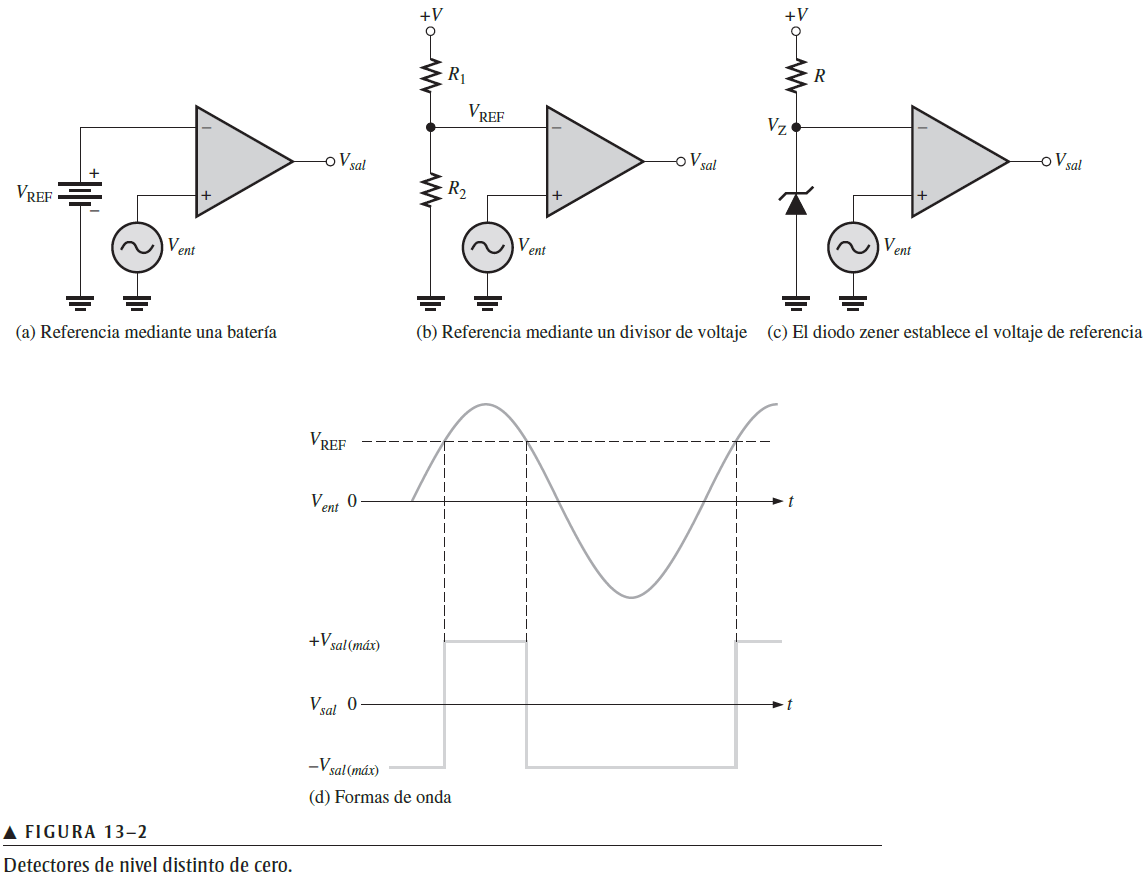 +V
R1
VREF
R2
− + Vsal
Vent
+V
R
VZ
− + Vsal
Vent
VREF + −
− + Vsal
Vent
(a) Referencia mediante una batería
(b) Referencia mediante un divisor de voltaje
(c) El diodo zener establece el voltaje de referencia
VREF
Vent 0 t
+Vsal(máx)
Vsal 0 t
−Vsal(máx)
(d) Formas de onda
▲ FIGURA 13–2
Detectores de nivel distinto de cero.